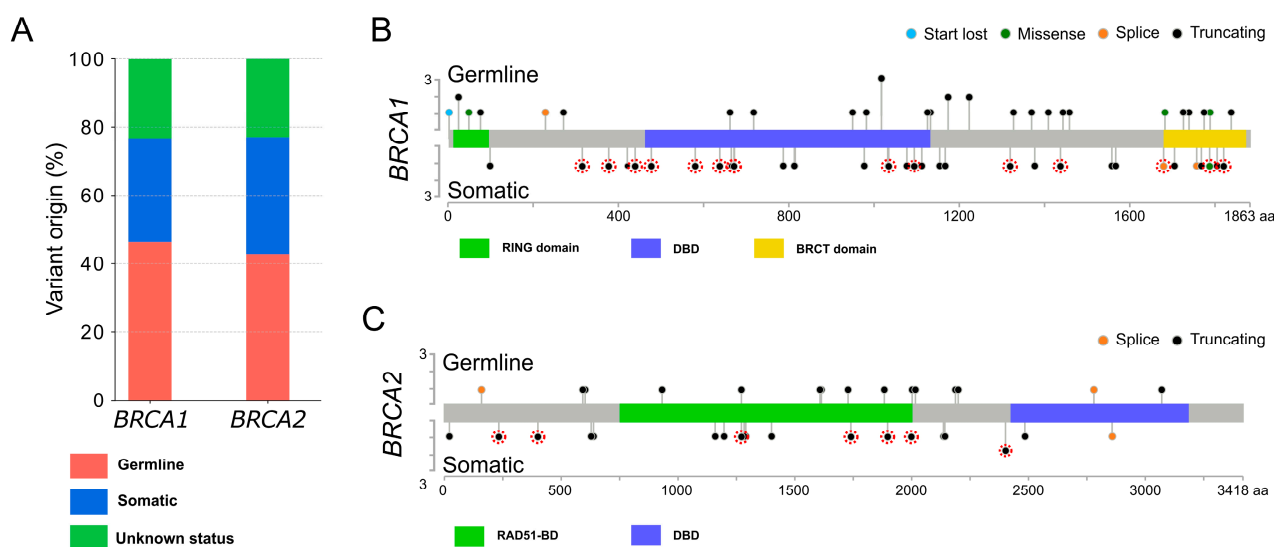 A
100
80
60
40
20
0
Variant origin (%)
BRCA1
BRCA2
Germline
Somatic
Unknown status
B
Start lost
Missense
Splice
Truncating
3
Germline
BRCA1
Somatic
3
0
400
800
1200
1600
1863 aa
RING domain
DBD
BRCT domain
C
Splice
Truncating
3
Germline
BRCA2
Somatic
3
0
500
1000
1500
2000
2500
3000
3418 aa
RAD51-BD
DBD